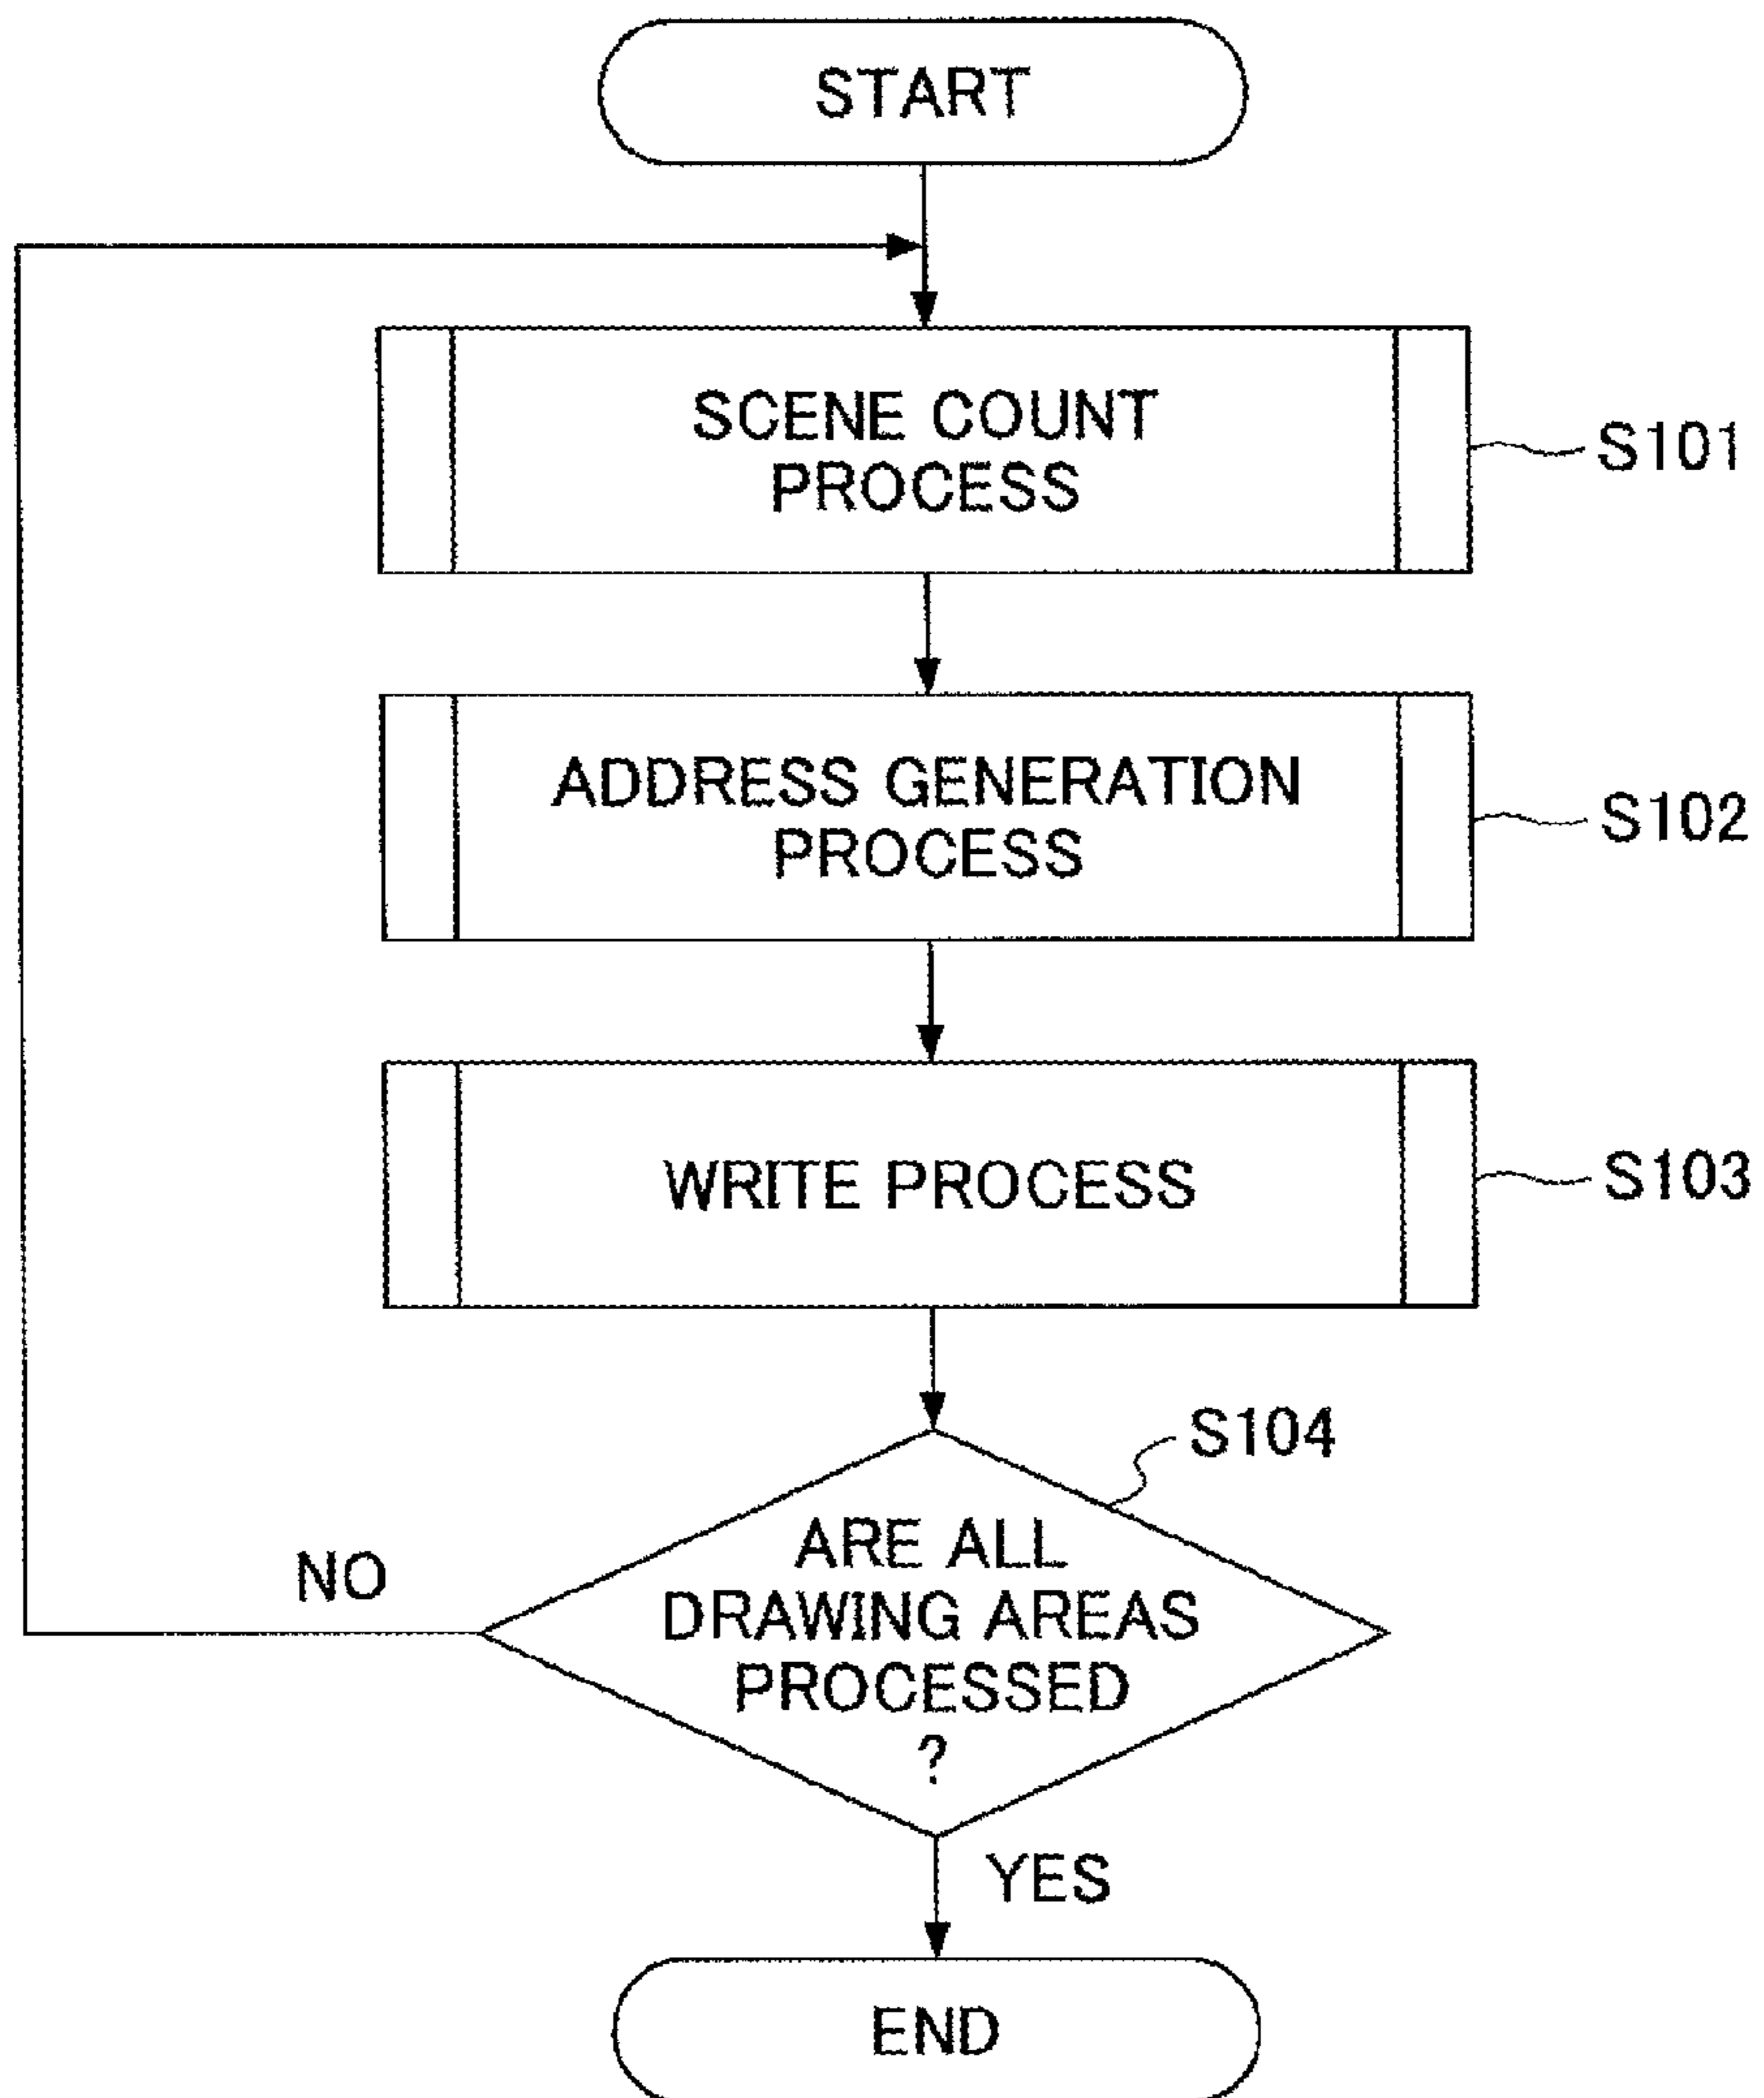 START
SCENE COUNT
PROCESS
S101
ADDRESS GENERATION
PROCESS
S102
WRITE PROCESS
S103
S104
ARE ALL
DRAWING AREAS
PROCESSED
?
NO
YES
END